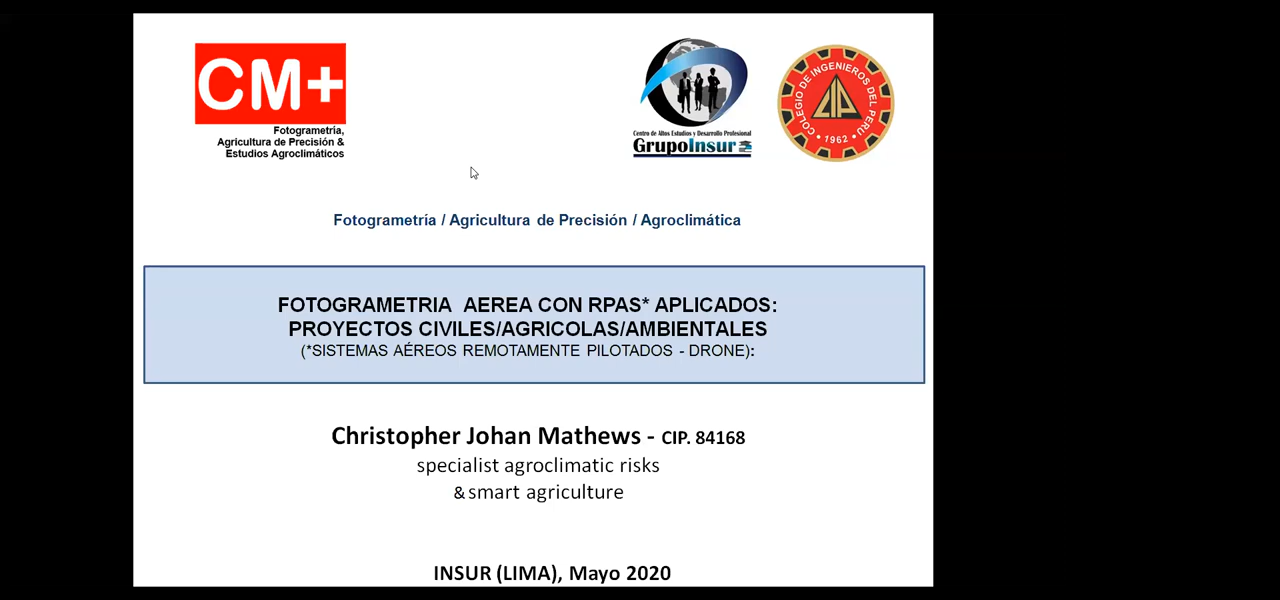 CM+
Fotogrametría,
Agricultura de Precisión &
Estudios Agroclimáticos
Centro de Altos Estudios y Desarrollo Profesional
GrupoInsur
COLEGIO DE INGENIEROS DEL PERU
CIP
• 1962 •
Fotogrametría / Agricultura de Precisión / Agroclimática
FOTOGRAMETRIA AEREA CON RPAS* APLICADOS:
PROYECTOS CIVILES/AGRICOLAS/AMBIENTALES
(*SISTEMAS AÉREOS REMOTAMENTE PILOTADOS - DRONE):
Christopher Johan Mathews - CIP. 84168
specialist agroclimatic risks
& smart agriculture
INSUR (LIMA), Mayo 2020